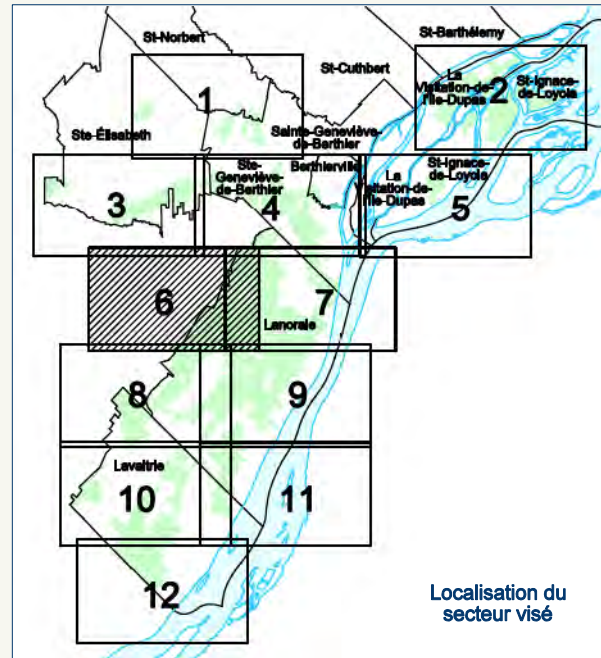 St-Barthélemy
St-Norbert
St-Cuthbert
La
Visitation-de-
l'Île-Dupas
2
St-Ignace-
de-Loyola
1
Ste-Élisabeth
Sainte-Geneviève-
de-Berthier
Ste-
Geneviève-
de-Berthier
Berthierville
La
Visitation-de-
l'Île-Dupas
St-Ignace-
de-Loyola
3
4
5
6
7
Lanoraie
8
9
Lavaltrie
10
11
12
Localisation du
secteur visé